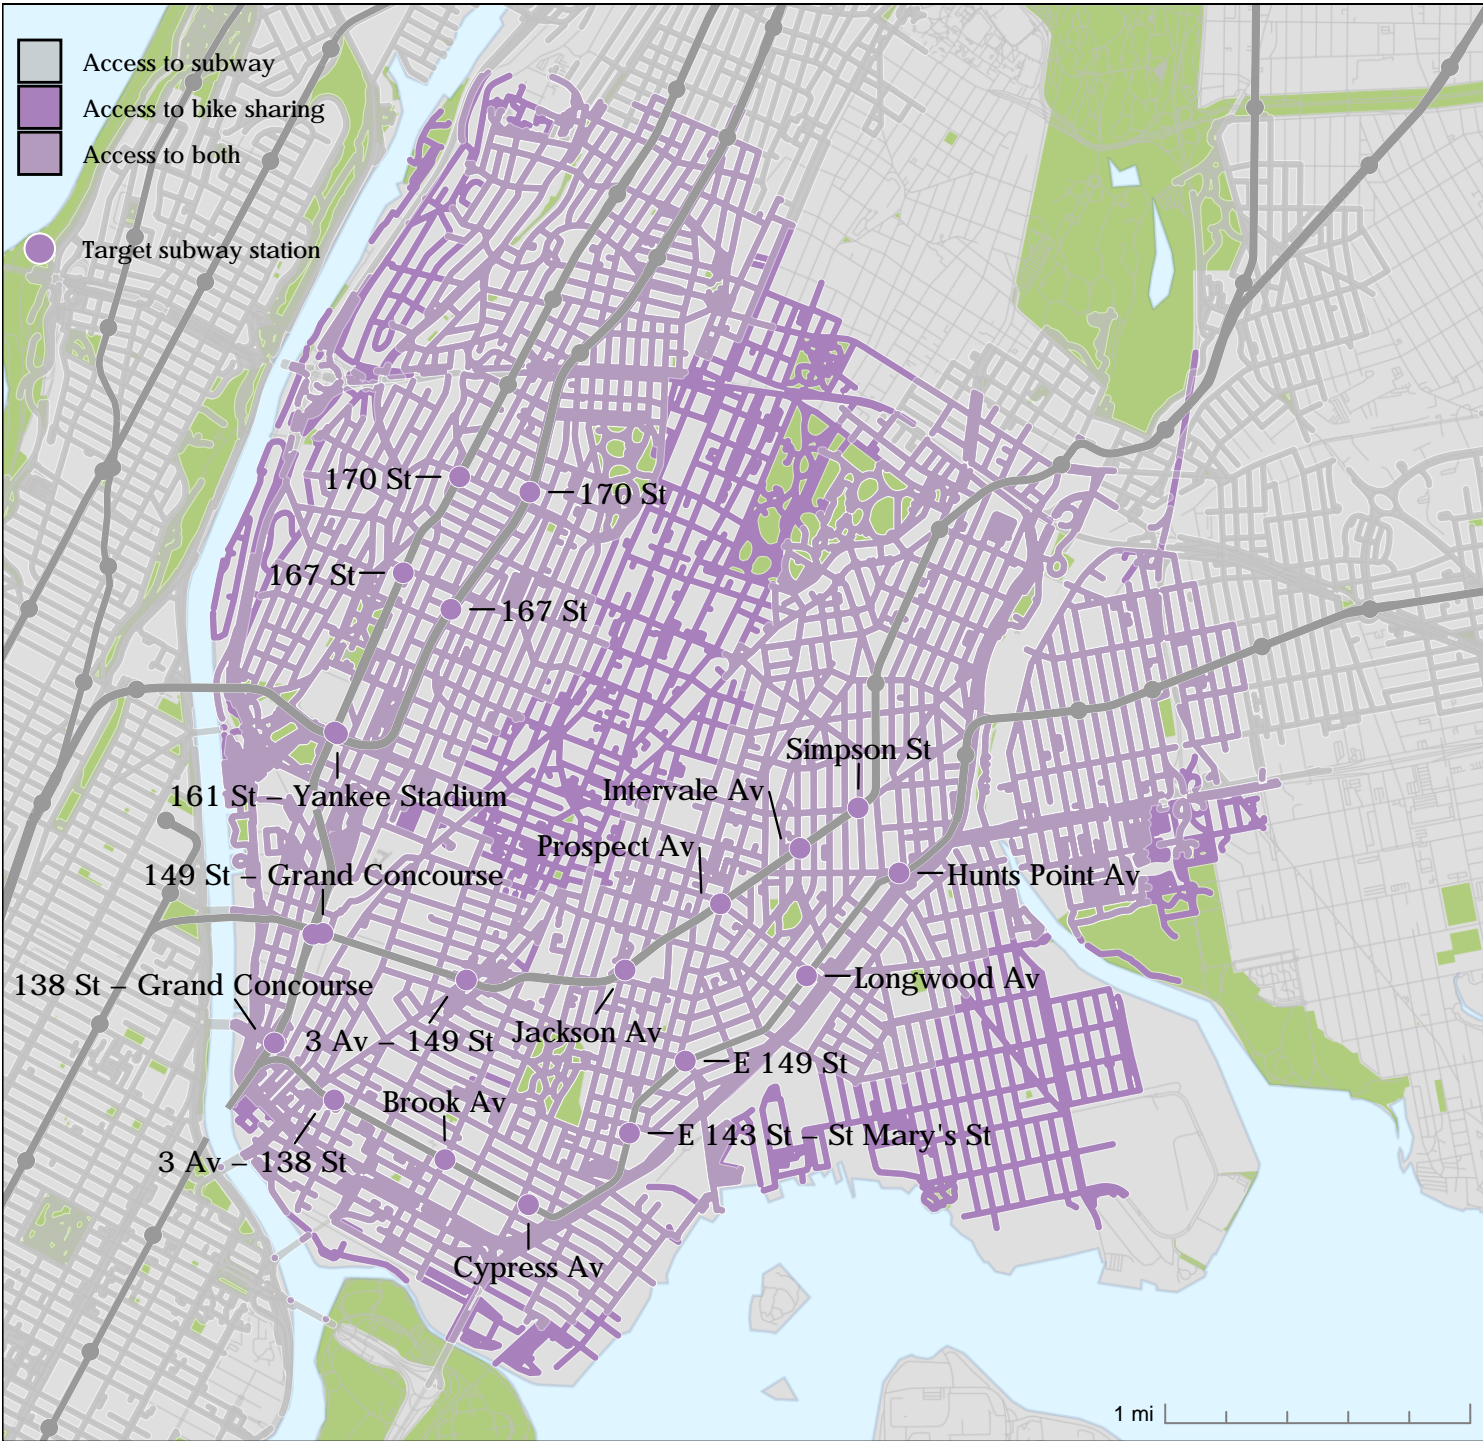 Access to subway
Access to bike sharing
Access to both
Target subway station
170 St
170 St
167 St
167 St
Simpson St
Intervale Av
161 St – Yankee Stadium
Prospect Av
149 St – Grand Concourse
Hunts Point Av
138 St – Grand Concourse
Longwood Av
3 Av – 149 St
Jackson Av
E 149 St
Brook Av
E 143 St – St Mary's St
3 Av – 138 St
Cypress Av
1 mi